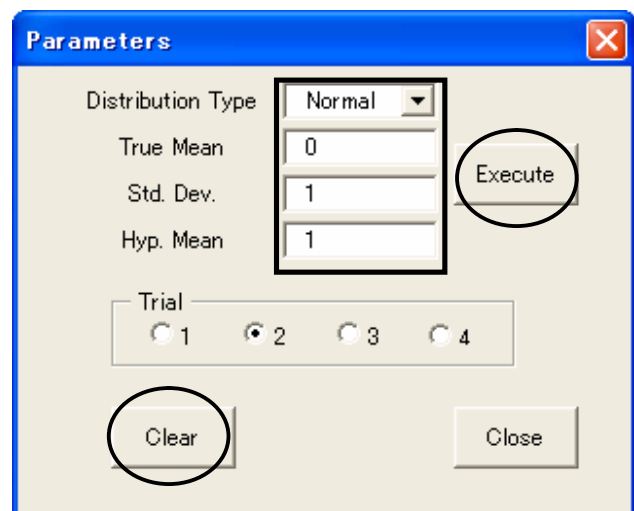 Parameters
Distribution Type Normal
True Mean 0
Execute
Std. Dev. 1
Hyp. Mean 1
Trial
1 2 3 4
Clear Close